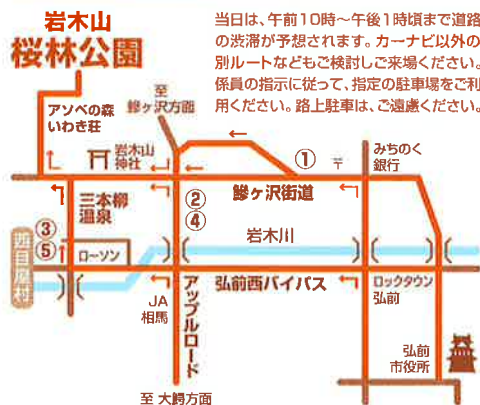 岩木山
桜林公園
当日は、午前10時～午後1時頃まで道路
の渋滞が予想されます。カーナビ以外の
別ルートなどもご検討しご来場ください。
係員の指示に従って、指定の駐車場をご利
用ください。路上駐車は、ご遠慮ください。
アソベの森
いわき荘
至
鰺ヶ沢方面
岩木山
神社
①
〒
みちのく
銀行
三本柳
温泉
②
④
鰺ヶ沢街道
③
⑤
ローソン
岩木川
西目屋村
JA
相馬
アップルロード
弘前西バイパス
ロックタウン
弘前
弘前
市役所
至 大鰐方面